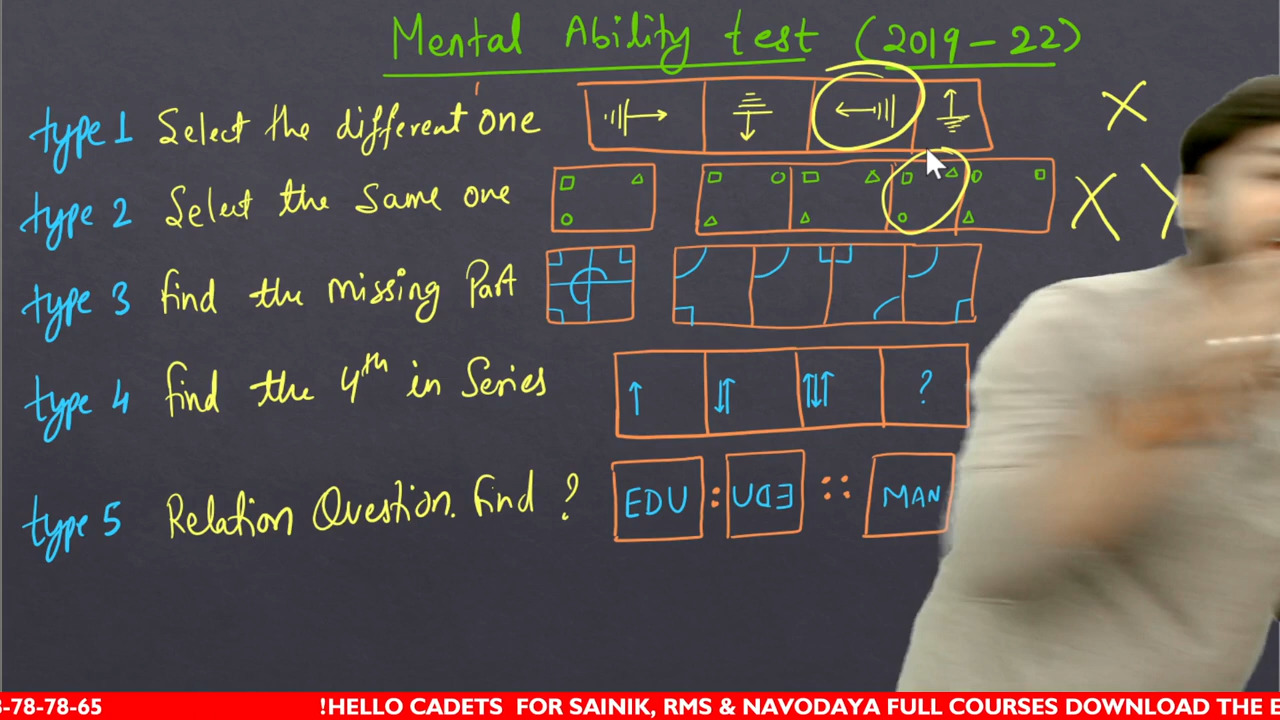 Mental Ability test (2019-22)
type 1 Select the different one
type 2 Select the Same one
type 3 find the missing Part
type 4 find the 4th in Series ?
type 5 Relation Question. find ? EDU : UDE :: MAN
-78-78-65 !HELLO CADETS FOR SAINIK, RMS & NAVODAYA FULL COURSES DOWNLOAD THE